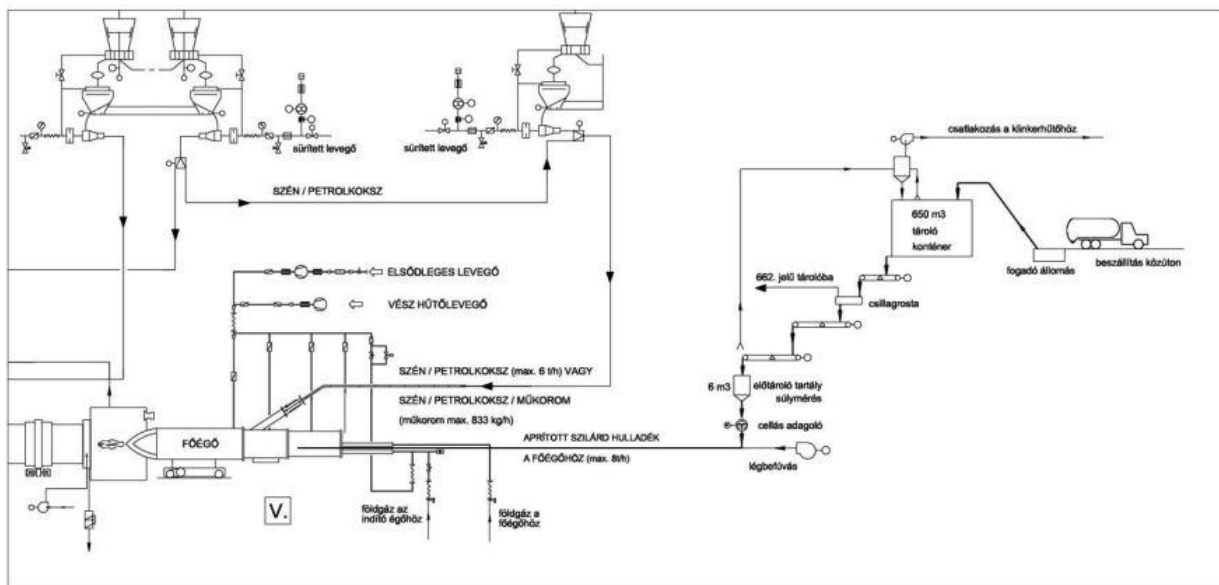 sűrített levegő
sűrített levegő
csatlakozás a klinkerhűtőhöz
SZÉN / PETROLKOKSZ
650 m3
tároló
konténer
fogadó állomás
beszállítás közúton
662. jelű tárolóba
csillagrosta
ELSŐDLEGES LEVEGŐ
VÉSZ HŰTŐLEVEGŐ
SZÉN / PETROLKOKSZ (max. 6 t/h) VAGY
SZÉN / PETROLKOKSZ / MŰKOROM
(műkorom max. 833 kg/h)
6 m3
előtároló tartály
súlymérés
cellás adagoló
FŐÉGŐ
APRÍTOTT SZILÁRD HULLADÉK
A FŐÉGŐHÖZ (max. 8t/h)
légbefúvás
V.
földgáz az
indító égőhöz
földgáz a
főégőhöz